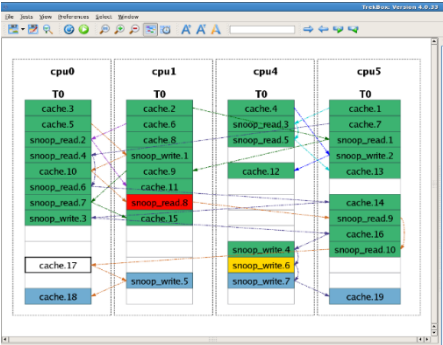 TrekBox. Version 4.0.33
File Tests View Preferences Select Window
cpu0 cpu1 cpu4 cpu5
T0 T0 T0 T0
cache.3 cache.2 cache.4 cache.1
cache.5 cache.6 snoop_read.3 cache.7
snoop_read.2 cache.8 snoop_read.5 snoop_read.1
snoop_read.4 snoop_write.1 snoop_write.2
cache.10 cache.9 cache.12 cache.13
snoop_read.6 cache.11
snoop_read.7 snoop_read.8 cache.14
snoop_write.3 cache.15 snoop_read.9
cache.16
snoop_write.4 snoop_read.10
cache.17 snoop_write.6
snoop_write.5 snoop_write.7
cache.18 cache.19